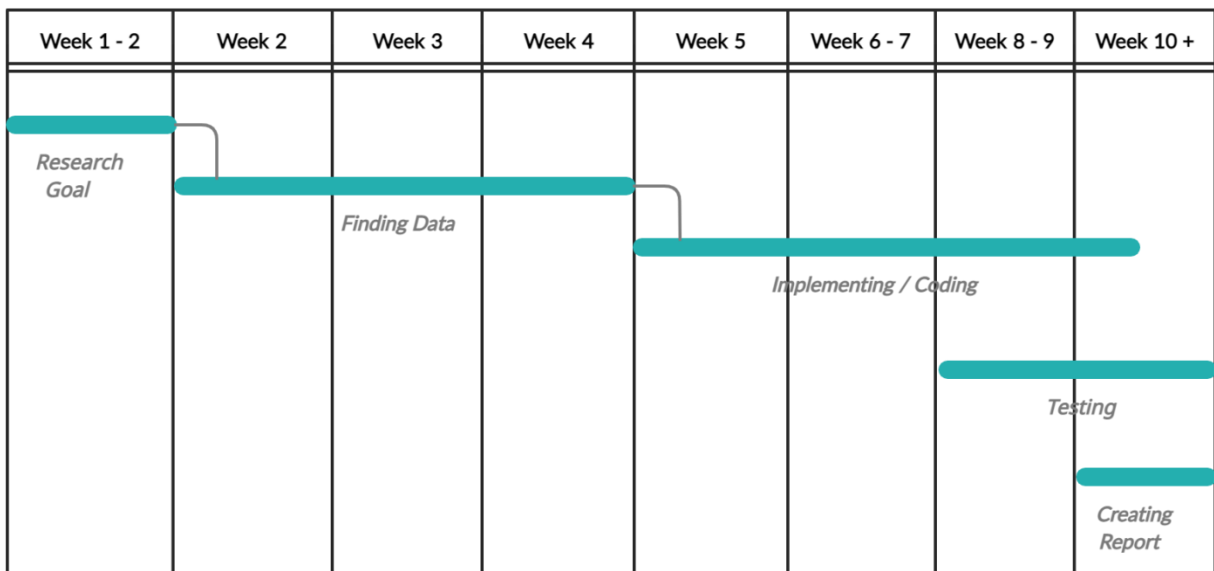 Week 1 - 2
Week 2
Week 3
Week 4
Week 5
Week 6 - 7
Week 8 - 9
Week 10 +
Research
Goal
Finding Data
Implementing / Coding
Testing
Creating
Report